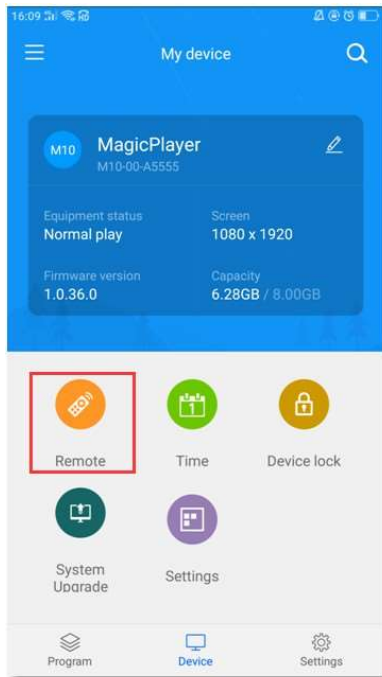 16:09
My device
M10
MagicPlayer
M10-00-A5555
Equipment status
Screen
Normal play
1080 x 1920
Firmware version
Capacity
1.0.36.0
6.28GB / 8.00GB
1
Remote
Time
Device lock
System
Upgrade
Settings
Program
Device
Settings